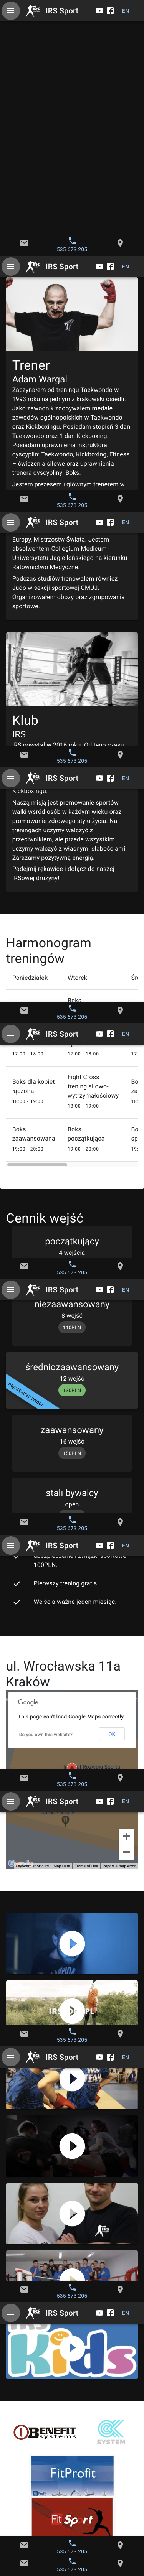 IRS Sport
EN
535 673 205
IRS Sport
EN
Trener
Adam Wargal
Zaczynałem od treningu Taekwondo w
1993 roku na jednym z krakowski osiedli.
Jako zawodnik zdobywałem medale
zawodów ogólnopolskich w Taekwondo
oraz Kickboxingu. Posiadam stopień 3 dan
Taekwondo oraz 1 dan Kickboxing.
Posiadam uprawnienia instruktora
dyscyplin: Taekwondo, Kickboxing, Fitness
– ćwiczenia siłowe oraz uprawnienia
trenera dyscypliny: Boks.
Jestem prezesem i głównym trenerem w
535 673 205
IRS Sport
EN
Europy, Mistrzostw Świata. Jestem
absolwentem Collegium Medicum
Uniwersytetu Jagiellońskiego na kierunku
Ratownictwo Medyczne.
Podczas studiów trenowałem również
Judo w sekcji sportowej CMUJ.
Organizowałem obozy oraz zgrupowania
sportowe.
Klub
IRS
IRS powstał w 2016 roku. Od tego czasu
535 673 205
IRS Sport
EN
Kickboxingu.
Naszą misją jest promowanie sportów
walki wśród osób w każdym wieku oraz
promowanie zdrowego stylu życia. Na
treningach uczymy walczyć z
przeciwnikiem, ale przede wszystkim
uczymy walczyć z własnymi słabościami.
Zarażamy pozytywną energią.
Podejmij rękawice i dołącz do naszej
IRSowej drużyny!
Harmonogram
treningów
Poniedziałek Wtorek Śro
Boks
535 673 205
IRS Sport
EN
17:00 - 18:00 17:00 - 18:00 17:
Boks dla kobiet
łączona
18:00 - 19:00
Fight Cross
trening siłowo-
wytrzymałościowy
18:00 - 19:00
Bo
za
18:
Boks
zaawansowana
19:00 - 20:00
Boks
początkująca
19:00 - 20:00
Bo
sp
19:
Cennik wejść
początkujący
4 wejścia
535 673 205
IRS Sport
EN
niezaawansowany
8 wejść
110PLN
średniozaawansowany
12 wejść
130PLN
najczęstszy wybór
zaawansowany
16 wejść
150PLN
stali bywalcy
open
535 673 205
IRS Sport
EN
100PLN.
Pierwszy trening gratis.
Wejścia ważne jeden miesiąc.
ul. Wrocławska 11a
Kraków
Google
This page can't load Google Maps correctly.
Do you own this website?
OK
535 673 205
IRS Sport
EN
Keyboard shortcuts
Map Data
Terms of Use
Report a map error
535 673 205
IRS Sport
EN
535 673 205
IRS Sport
EN
Kids
BENEFIT
systems
OK
SYSTEM
FitProfit
FitSport
535 673 205
535 673 205